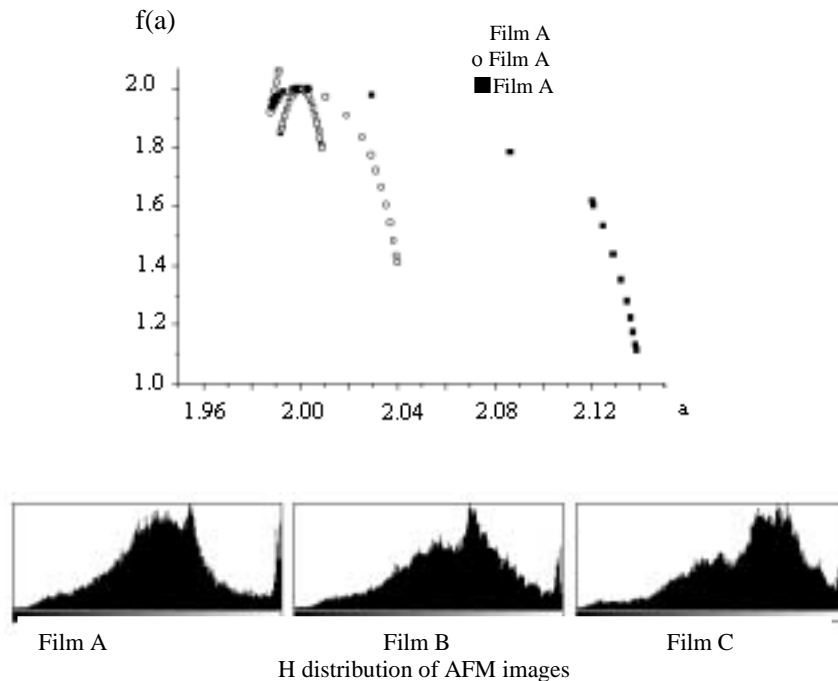 f(a)
Film A
o Film A
■Film A
2.0
1.8
1.6
1.4
1.2
1.0
1.96 2.00 2.04 2.08 2.12 a
Film A Film B Film C
H distribution of AFM images